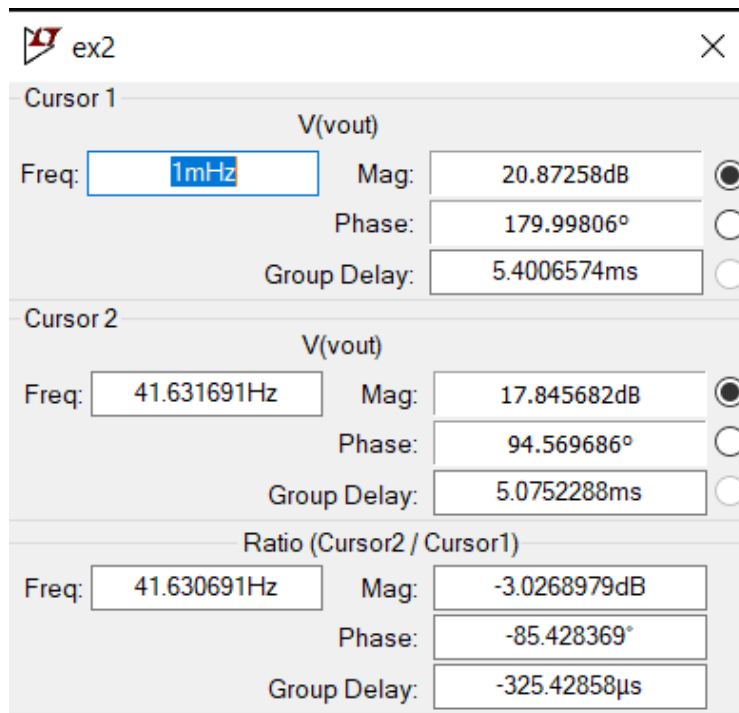 ex2
Cursor 1
V(vout)
Freq: 1mHz Mag: 20.87258dB
Phase: 179.99806º
Group Delay: 5.4006574ms
Cursor 2
V(vout)
Freq: 41.631691Hz Mag: 17.845682dB
Phase: 94.569686º
Group Delay: 5.0752288ms
Ratio (Cursor2 / Cursor1)
Freq: 41.630691Hz Mag: -3.0268979dB
Phase: -85.428369°
Group Delay: -325.42858µs